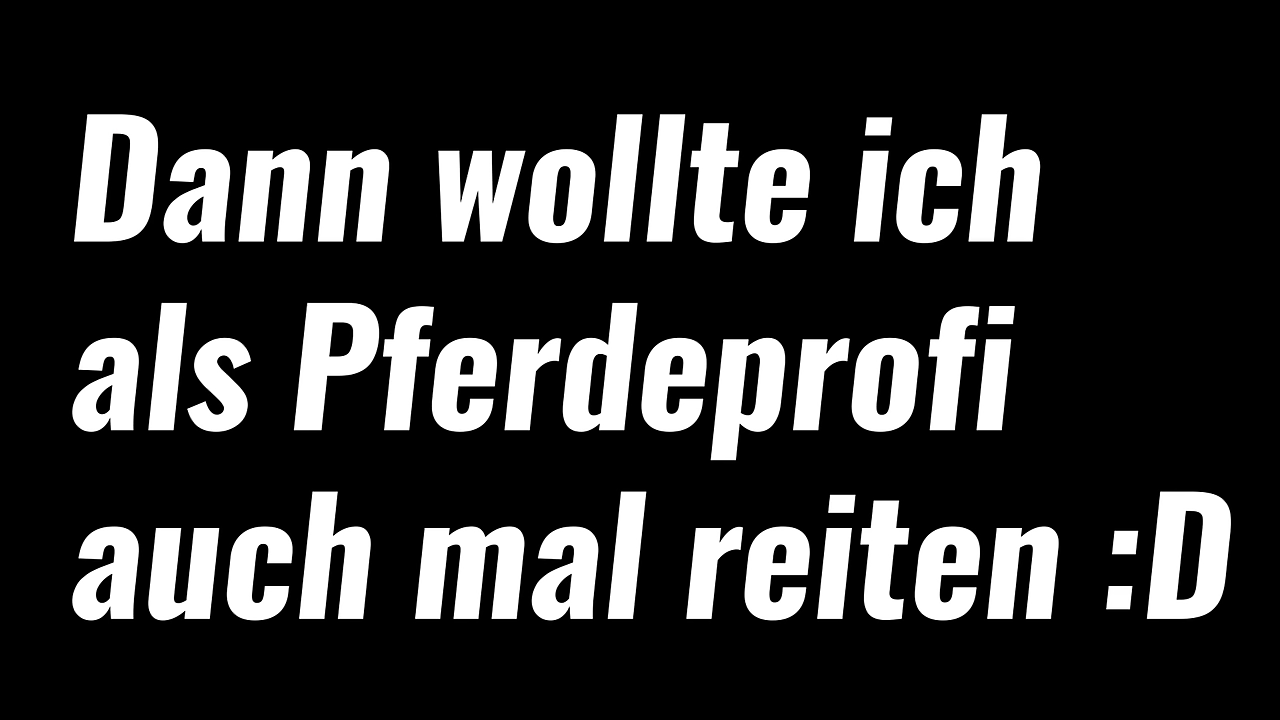 Dann wollte ich
als Pferdeprofi
auch mal reiten :D